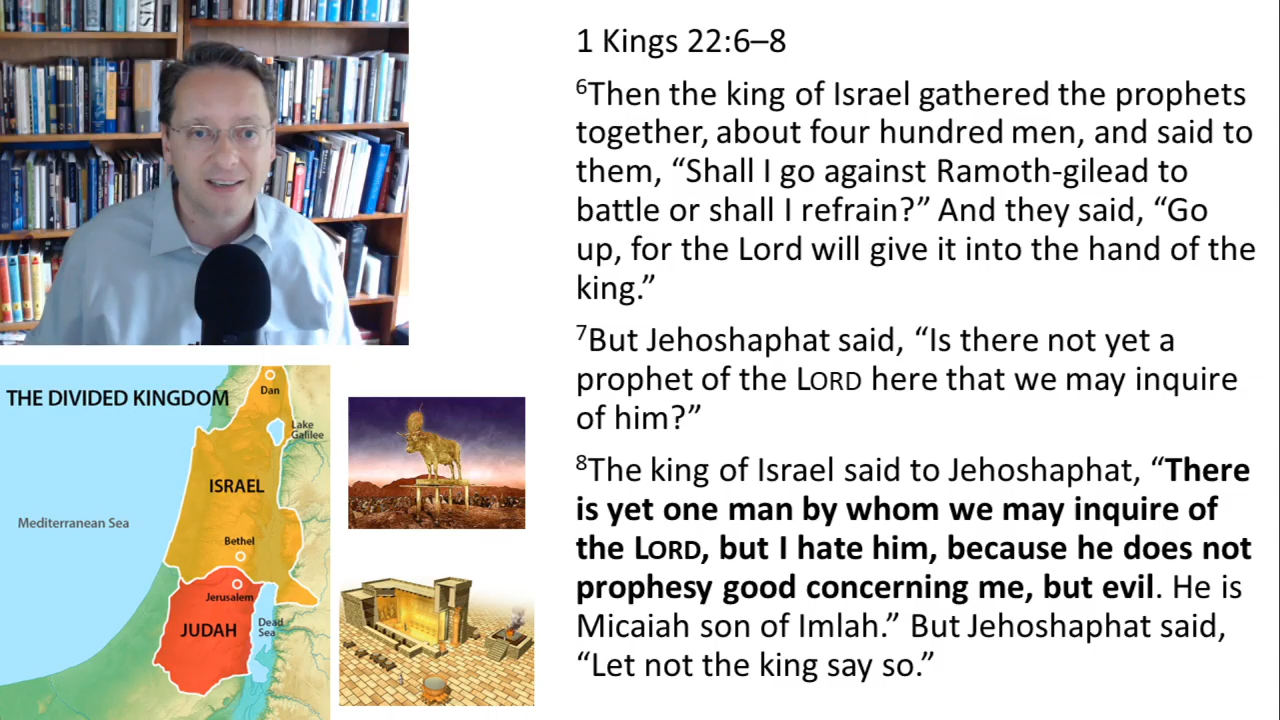 1 Kings 22:6–8
⁶Then the king of Israel gathered the prophets
together, about four hundred men, and said to
them, “Shall I go against Ramoth-gilead to
battle or shall I refrain?” And they said, “Go
up, for the Lord will give it into the hand of the
king.”
⁷But Jehoshaphat said, “Is there not yet a
prophet of the LORD here that we may inquire
of him?”
⁸The king of Israel said to Jehoshaphat, “There
is yet one man by whom we may inquire of
the LORD, but I hate him, because he does not
prophesy good concerning me, but evil. He is
Micaiah son of Imlah.” But Jehoshaphat said,
“Let not the king say so.”
THE DIVIDED KINGDOM
Dan
Lake
Galilee
ISRAEL
Mediterranean Sea
Bethel
Jerusalem
JUDAH
Dead
Sea